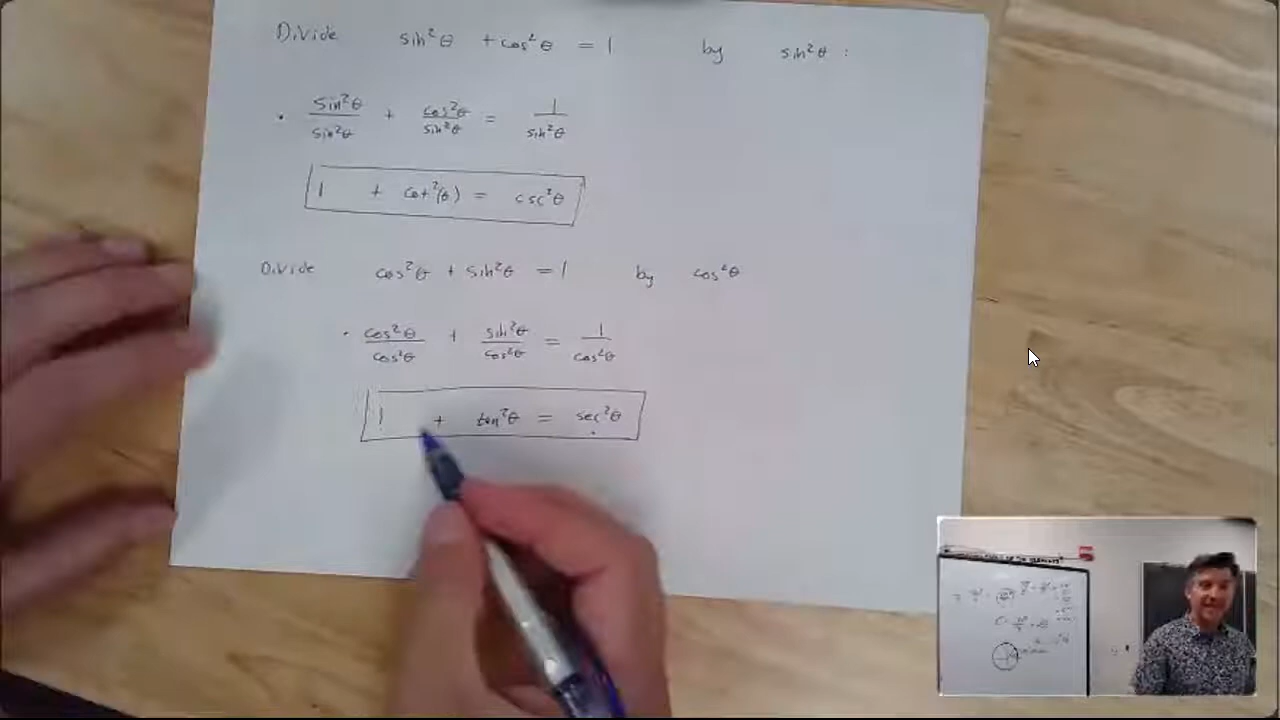 Divide sin²θ + cos²θ = 1 by sin²θ :
• sin²θ/sin²θ + cos²θ/sin²θ = 1/sin²θ
1 + cot²(θ) = csc²θ
Divide cos²θ + sin²θ = 1 by cos²θ
• cos²θ/cos²θ + sin²θ/cos²θ = 1/cos²θ
1 + tan²θ = sec²θ